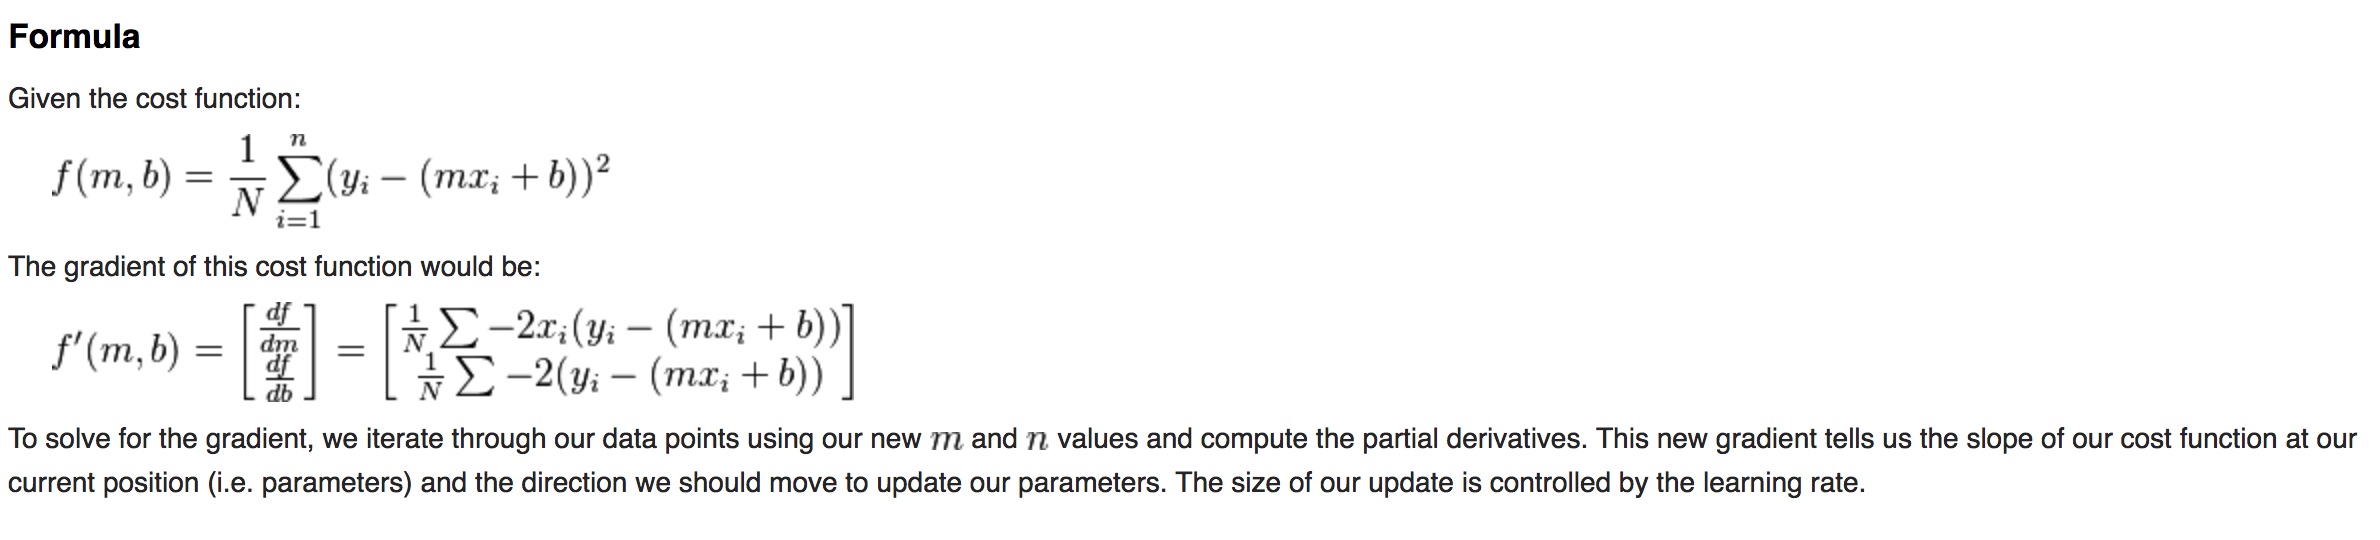 Formula
Given the cost function:
f(m, b) = \frac{1}{N} \sum_{i=1}^{n} (y_i - (mx_i + b))^2
The gradient of this cost function would be:
f'(m, b) = \begin{bmatrix} \frac{df}{dm} \\ \frac{df}{db} \end{bmatrix} = \begin{bmatrix} \frac{1}{N} \sum -2x_i(y_i - (mx_i + b)) \\ \frac{1}{N} \sum -2(y_i - (mx_i + b)) \end{bmatrix}
To solve for the gradient, we iterate through our data points using our new m and n values and compute the partial derivatives. This new gradient tells us the slope of our cost function at our
current position (i.e. parameters) and the direction we should move to update our parameters. The size of our update is controlled by the learning rate.